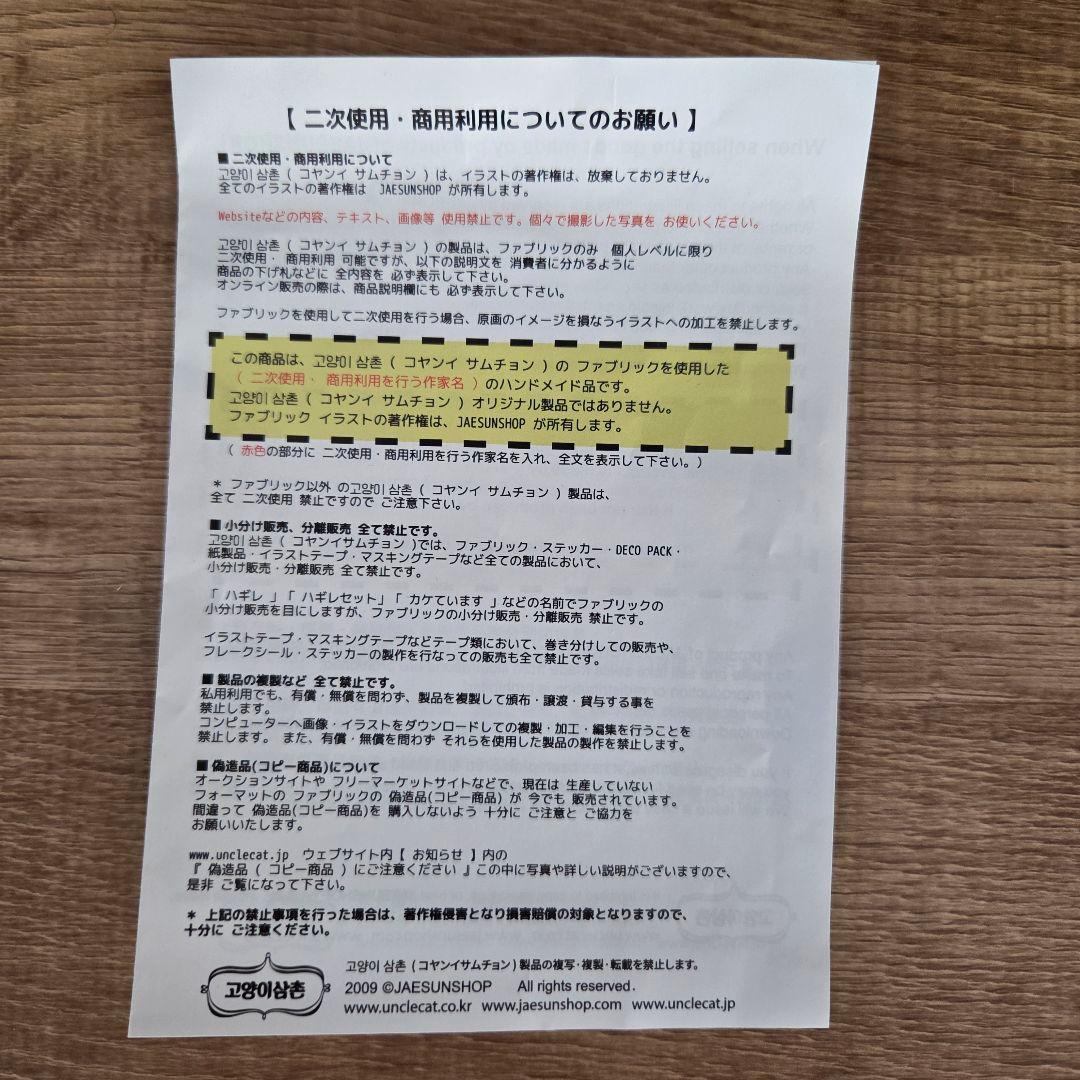 【 二次使用・商用利用についてのお願い 】
■ 二次使用・商用利用について
고양이 삼촌 ( コヤンイ サムチョン ) は、イラストの著作権は、放棄しておりません。
全てのイラストの著作権は JAESUNSHOP が所有します。
Websiteなどの内容、テキスト、画像等 使用禁止です。個々で撮影した写真を お使いください。
고양이 삼촌 ( コヤンイ サムチョン ) の製品は、ファブリックのみ 個人レベルに限り
二次使用・ 商用利用 可能ですが、以下の説明文を 消費者に分かるように
商品の下げ札などに 全内容を 必ず表示して下さい。
オンライン販売の際は、商品説明欄にも 必ず表示して下さい。
ファブリックを使用して二次使用を行う場合、原画のイメージを損なうイラストへの加工を禁止します。
この商品は、고양이 삼촌 ( コヤンイ サムチョン ) の ファブリックを使用した
( 二次使用・ 商用利用を行う作家名 ) のハンドメイド品です。
고양이 삼촌 ( コヤンイ サムチョン ) オリジナル製品ではありません。
ファブリック イラストの著作権は、JAESUNSHOP が所有します。
( 赤色の部分に 二次使用・商用利用を行う作家名を入れ、全文を表示して下さい。)
* ファブリック以外 の고양이 삼촌 ( コヤンイ サムチョン ) 製品は、
全て 二次使用 禁止ですので ご注意下さい。
■ 小分け販売、分離販売 全て禁止です。
고양이 삼촌 ( コヤンイサムチョン )では、ファブリック・ステッカー・DECO PACK・
紙製品・イラストテープ・マスキングテープなど全ての製品において、
小分け販売・分離販売 全て禁止です。
「 ハギレ 」「 ハギレセット」「 カケています 」などの名前でファブリックの
小分け販売を目にしますが、ファブリックの小分け販売・分離販売 禁止です。
イラストテープ・マスキングテープなどテープ類において、巻き分けしての販売や、
フレークシール・ステッカーの製作を行なっての販売も全て禁止です。
■ 製品の複製など 全て禁止です。
私用利用でも、有償・無償を問わず、製品を複製して頒布・譲渡・貸与する事を
禁止します。
コンピューターへ画像・イラストをダウンロードしての複製・加工・編集を行うことを
禁止します。 また、有償・無償を問わず それらを使用した製品の製作を禁止します。
■ 偽造品(コピー商品)について
オークションサイトや フリーマーケットサイトなどで、現在は 生産していない
フォーマットの ファブリックの 偽造品(コピー商品) が 今でも 販売されています。
間違って 偽造品(コピー商品)を 購入しないよう 十分に ご注意と ご協力を
お願いいたします。
www.unclecat.jp ウェブサイト内【 お知らせ 】内の
『 偽造品 ( コピー商品 ) にご注意ください 』この中に写真や詳しい説明がございますので、
是非 ご覧になって下さい。
* 上記の禁止事項を行った場合は、著作権侵害となり損害賠償の対象となりますので、
十分に ご注意ください。
고양이삼촌
고양이 삼촌 ( コヤンイサムチョン ) 製品の複写・複製・転載を禁止します。
2009 ©JAESUNSHOP All rights reserved.
www.unclecat.co.kr www.jaesunshop.com www.unclecat.jp